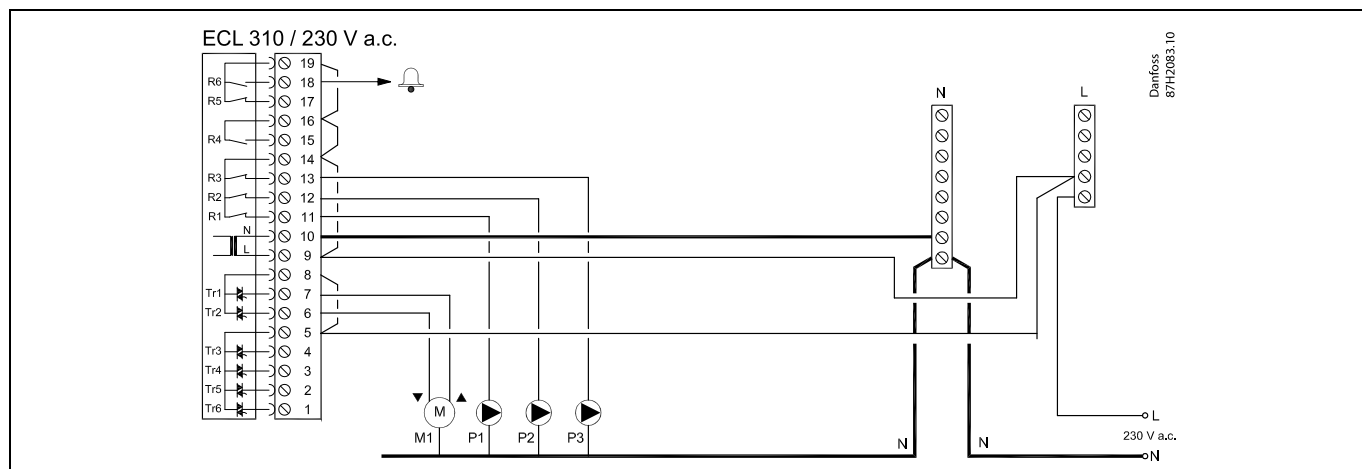 ECL 310 / 230 V a.c.
Danfoss
87H2083.10
N
L
19
R6 18
R5 17
16
R4 15
14
R3 13
R2 12
R1 11
N 10
L 9
8
Tr1 7
Tr2 6
5
Tr3 4
Tr4 3
Tr5 2
Tr6 1
M
M1 P1 P2 P3
L
230 V a.c.
N N N